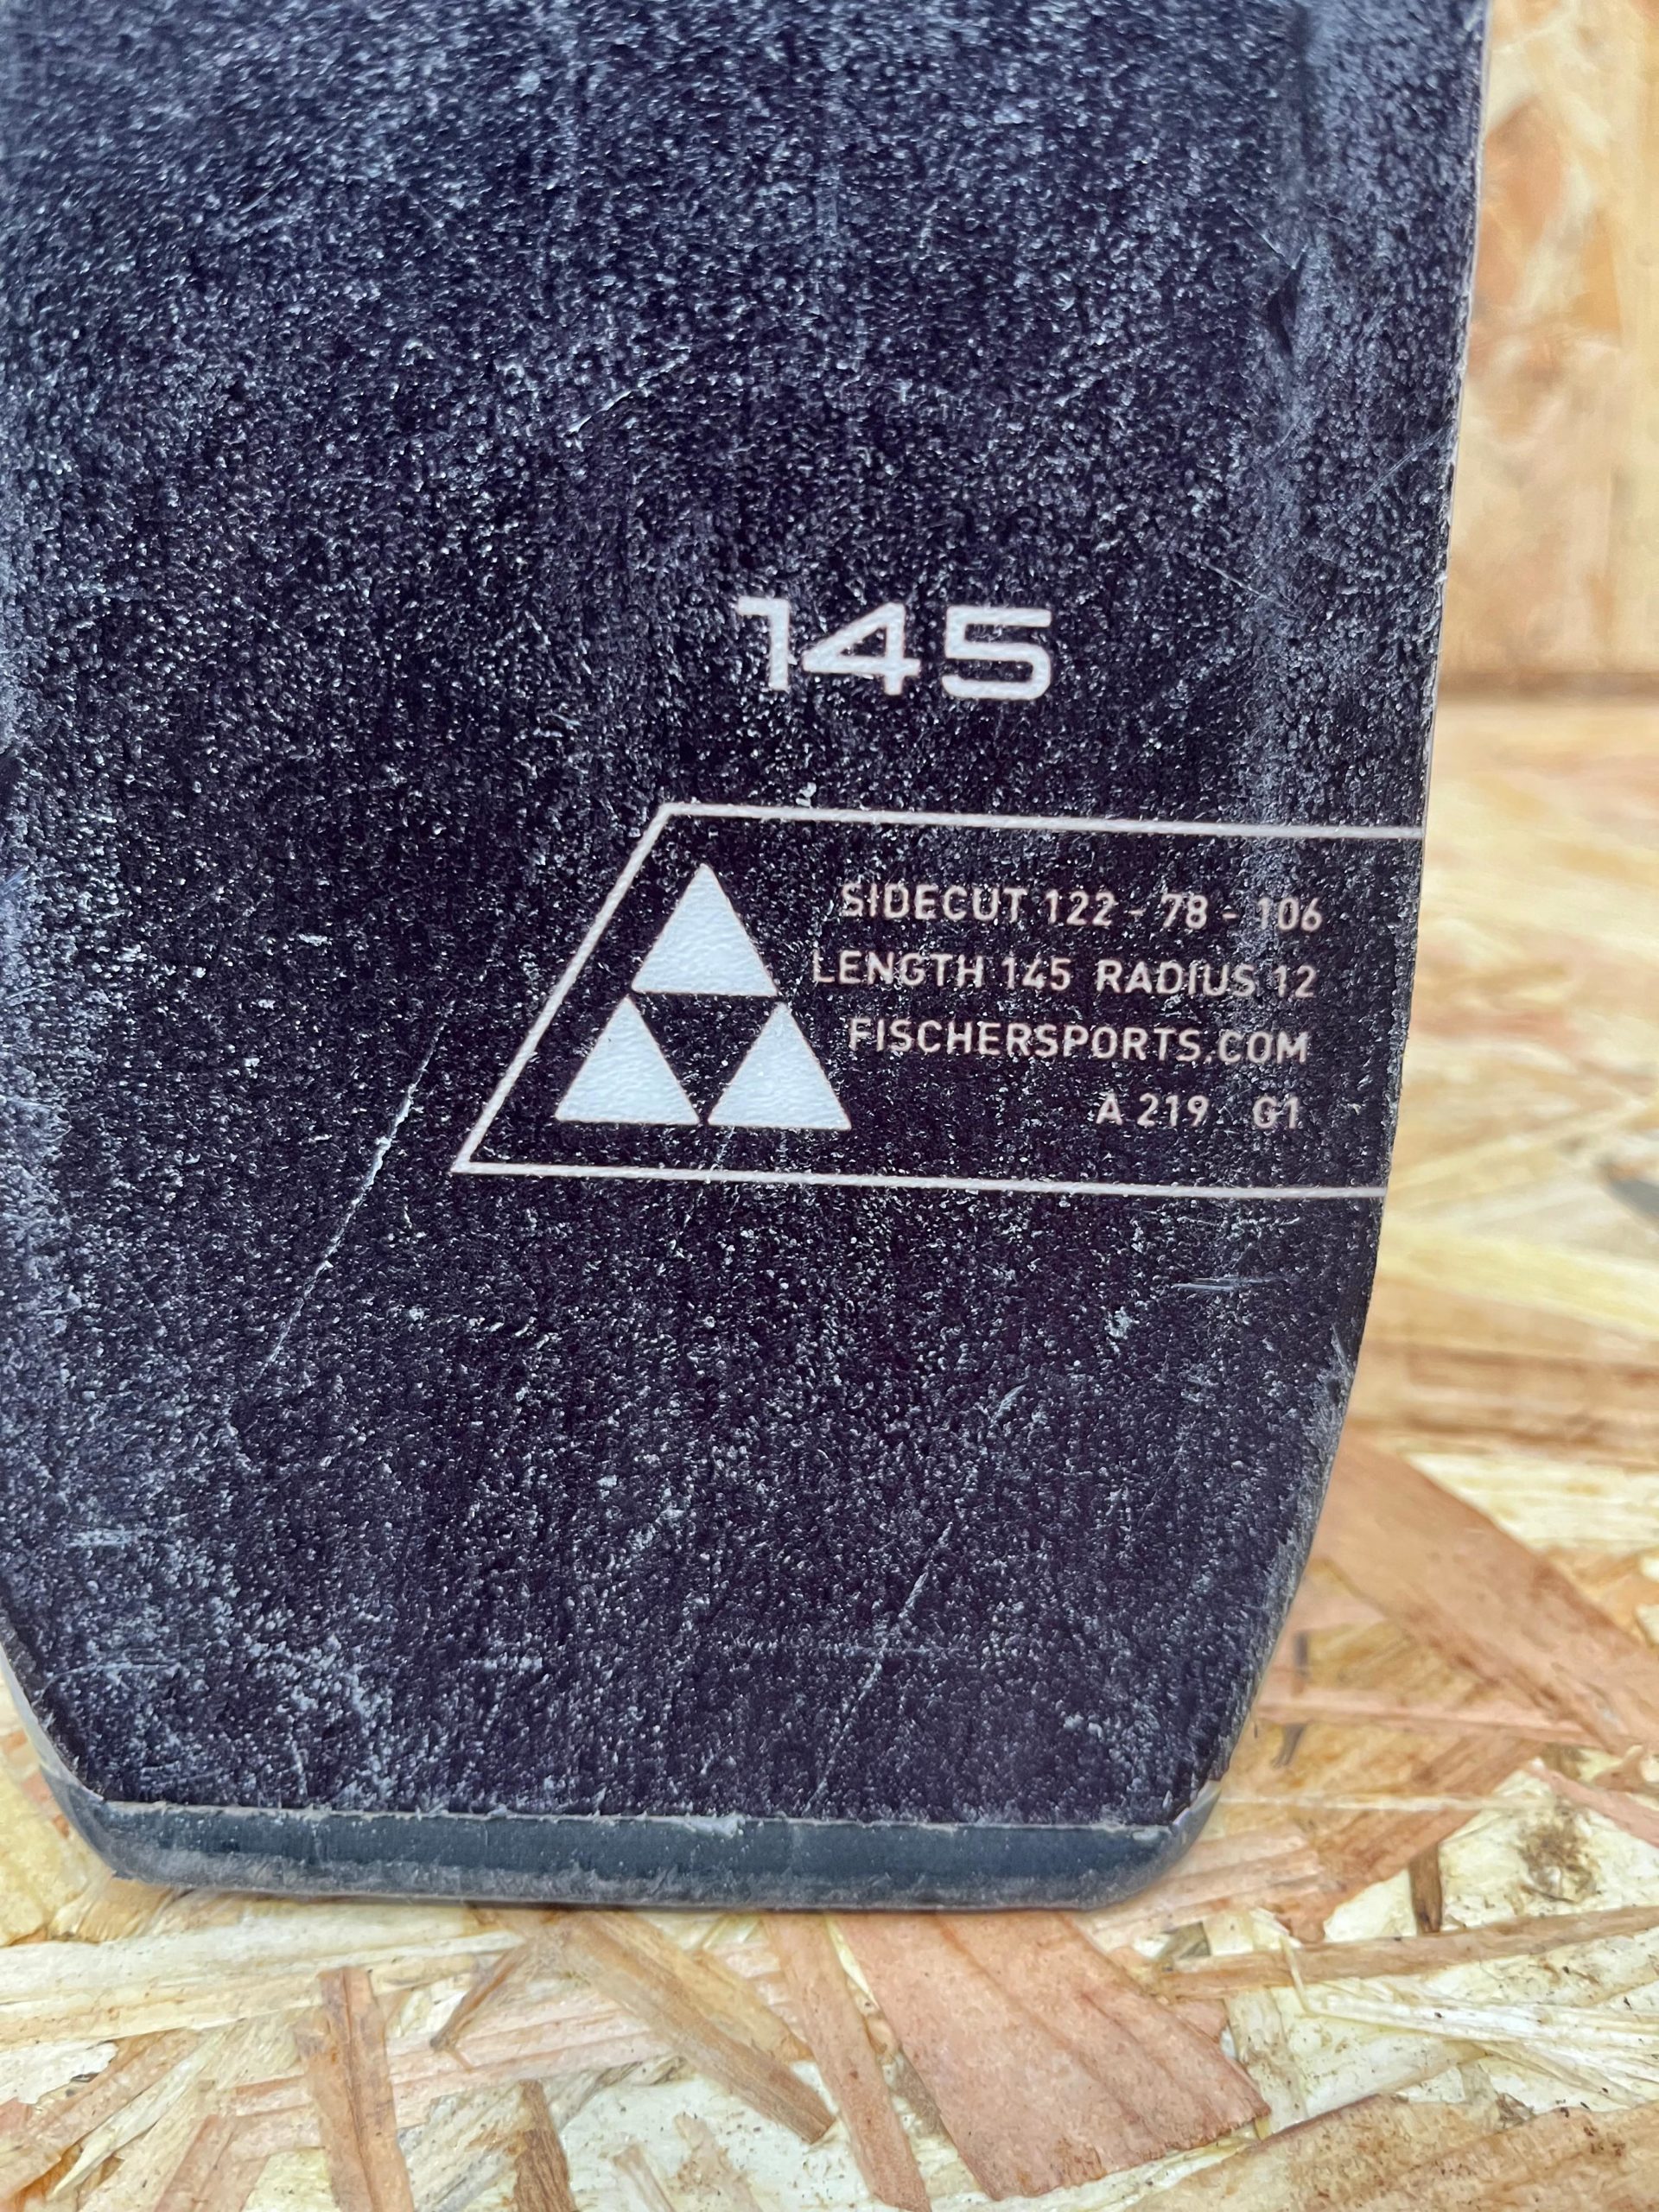 145
SIDECUT 122 - 78 - 106
LENGTH 145 RADIUS 12
FISCHERSPORTS.COM
A 219 G1